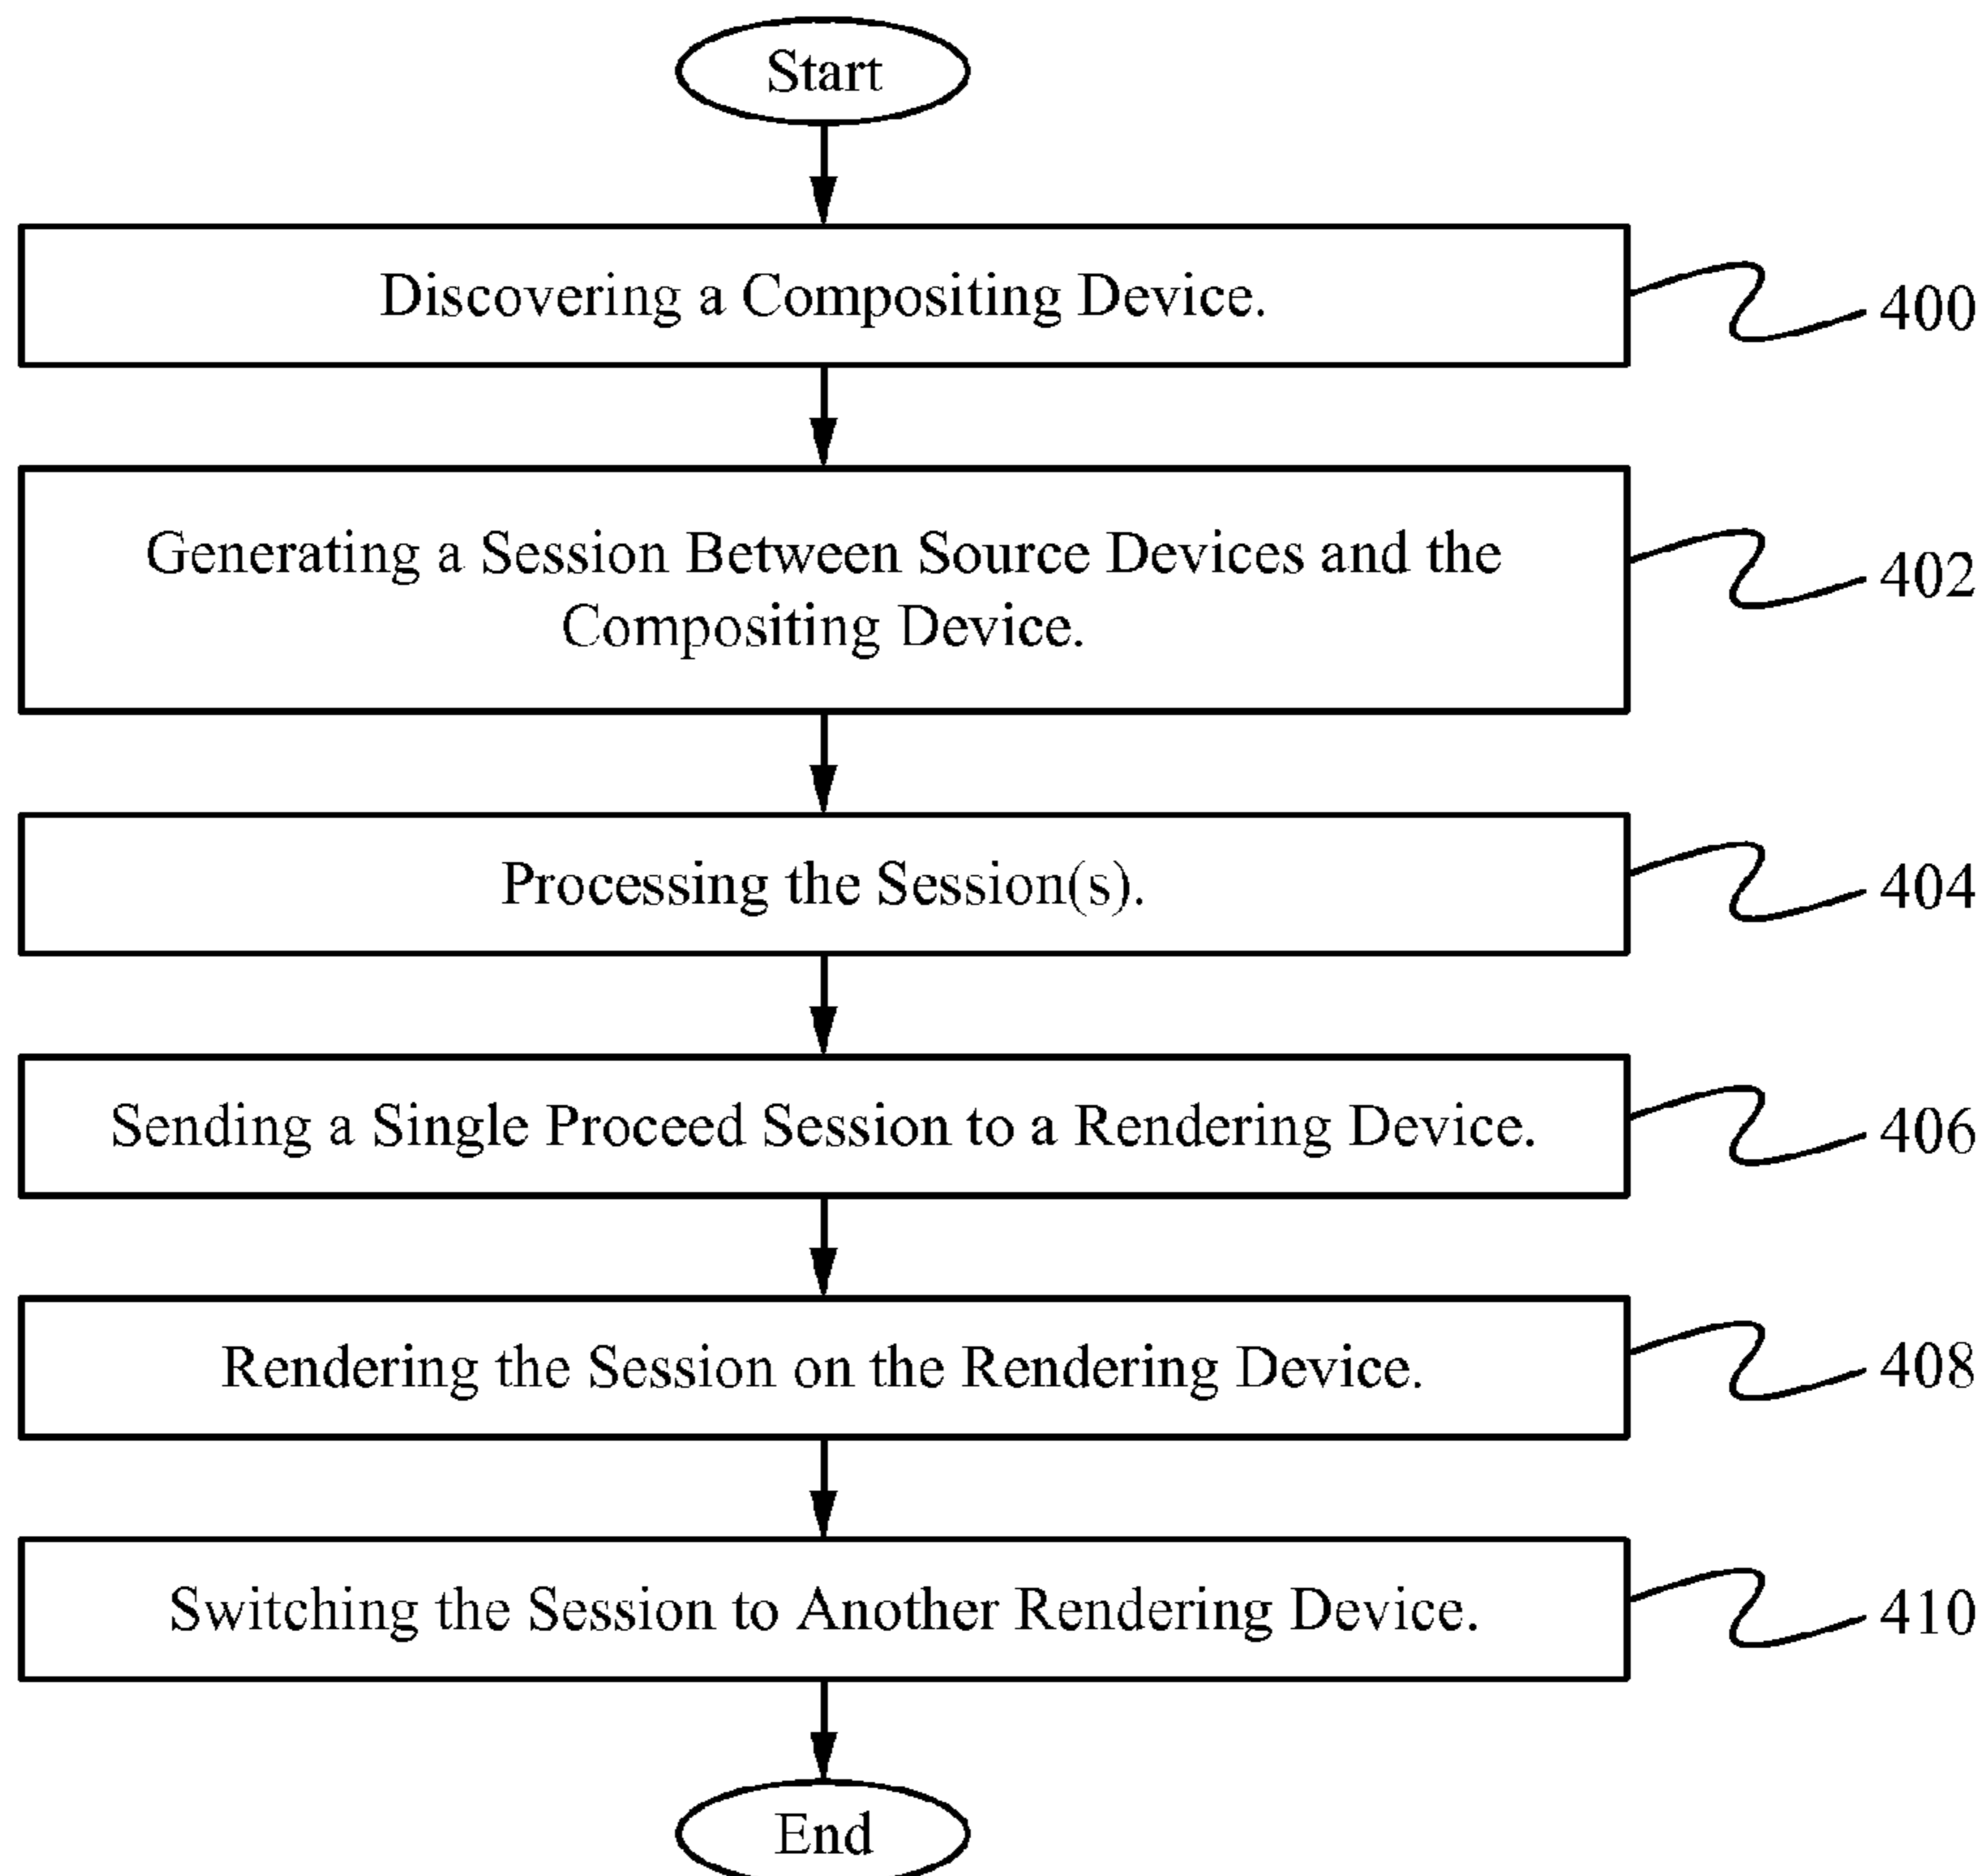 Start
Discovering a Compositing Device.
400
Generating a Session Between Source Devices and the
Compositing Device.
402
Processing the Session(s).
404
Sending a Single Proceed Session to a Rendering Device.
406
Rendering the Session on the Rendering Device.
408
Switching the Session to Another Rendering Device.
410
End